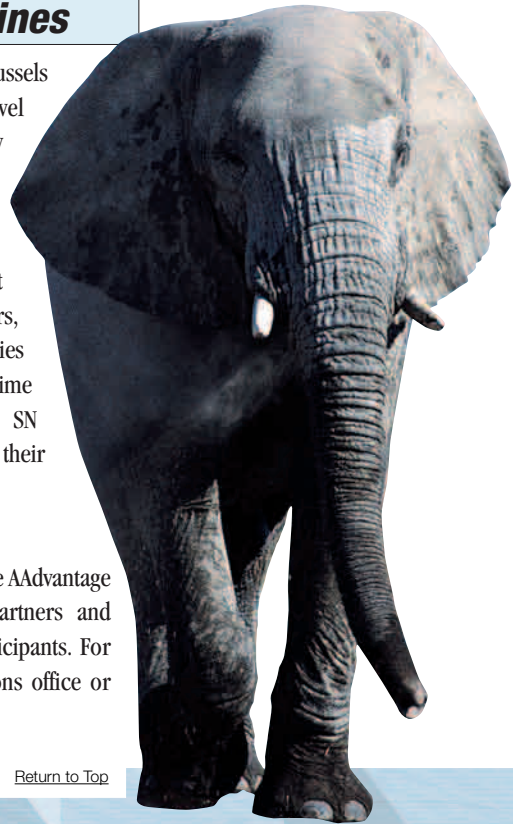 ines
ussels
vel
rs,
ies
ime
SN
their
e AAdvantage
artners and
icipants. For
ons office or
Return to Top